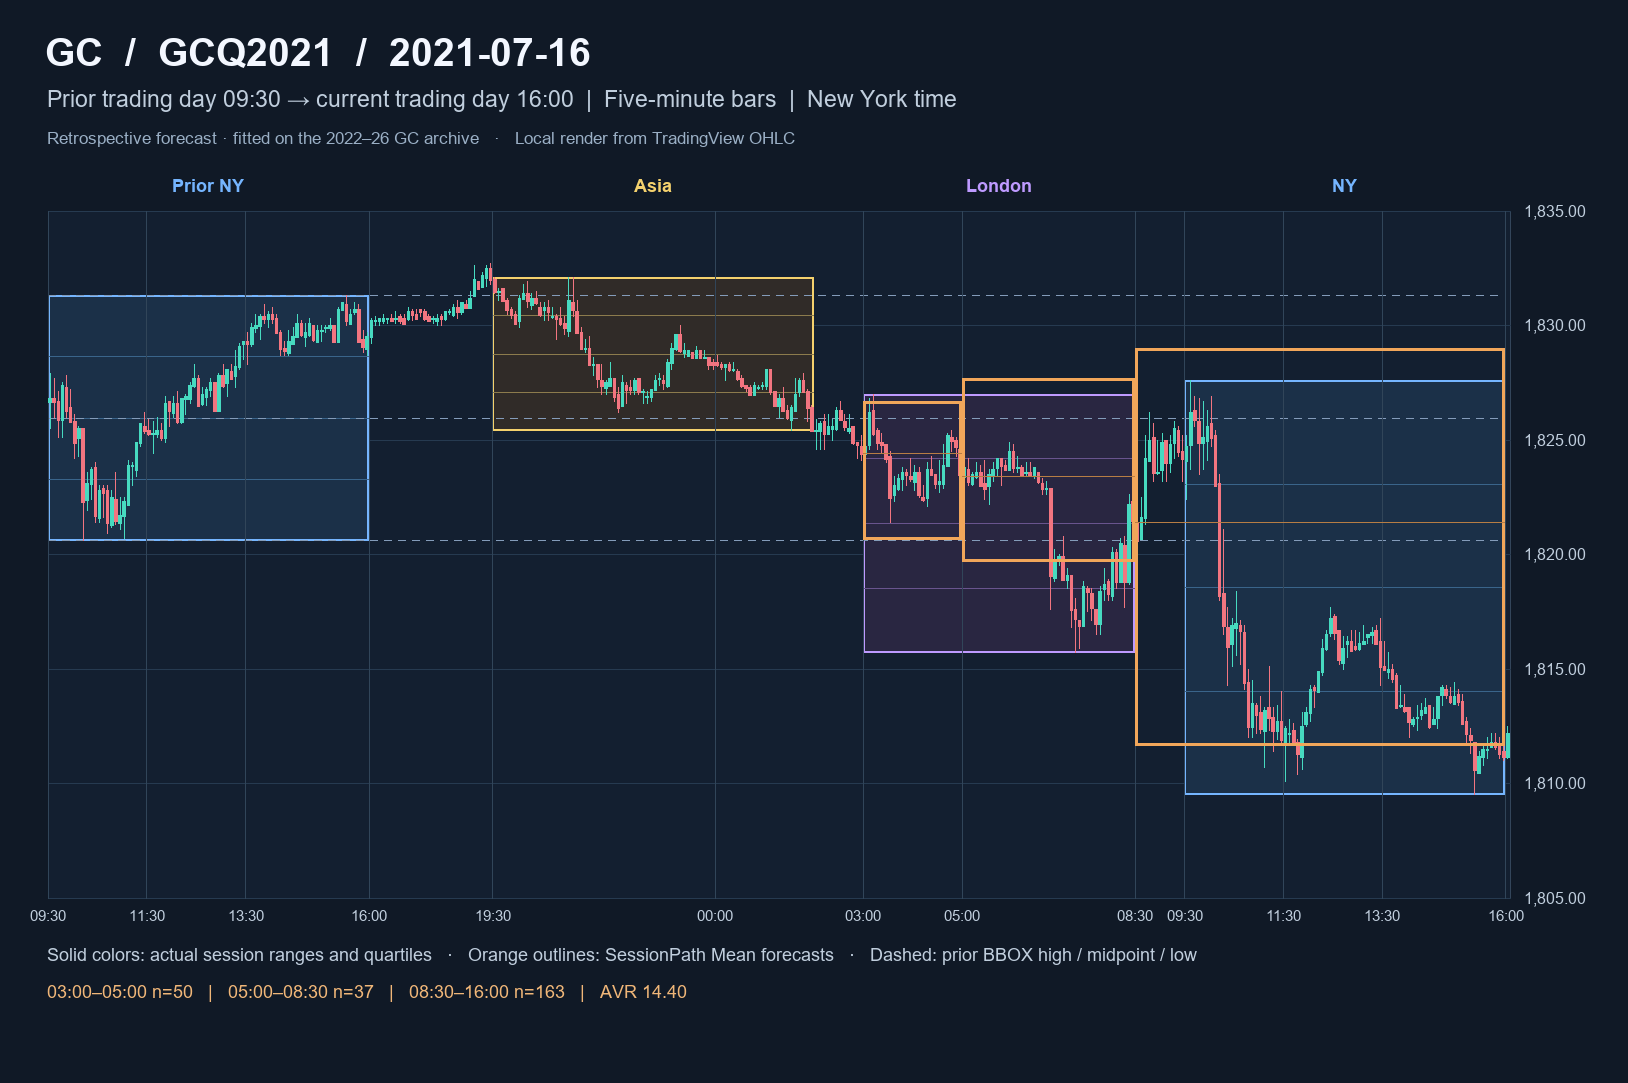 GC / GCQ2021 / 2021-07-16
Prior trading day 09:30 → current trading day 16:00 | Five-minute bars | New York time
Retrospective forecast · fitted on the 2022–26 GC archive · Local render from TradingView OHLC
Prior NY Asia London NY
1,835.00
1,830.00
1,825.00
1,820.00
1,815.00
1,810.00
1,805.00
09:30 11:30 13:30 16:00 19:30 00:00 03:00 05:00 08:30 09:30 11:30 13:30 16:00
Solid colors: actual session ranges and quartiles · Orange outlines: SessionPath Mean forecasts · Dashed: prior BBOX high / midpoint / low
03:00–05:00 n=50 | 05:00–08:30 n=37 | 08:30–16:00 n=163 | AVR 14.40